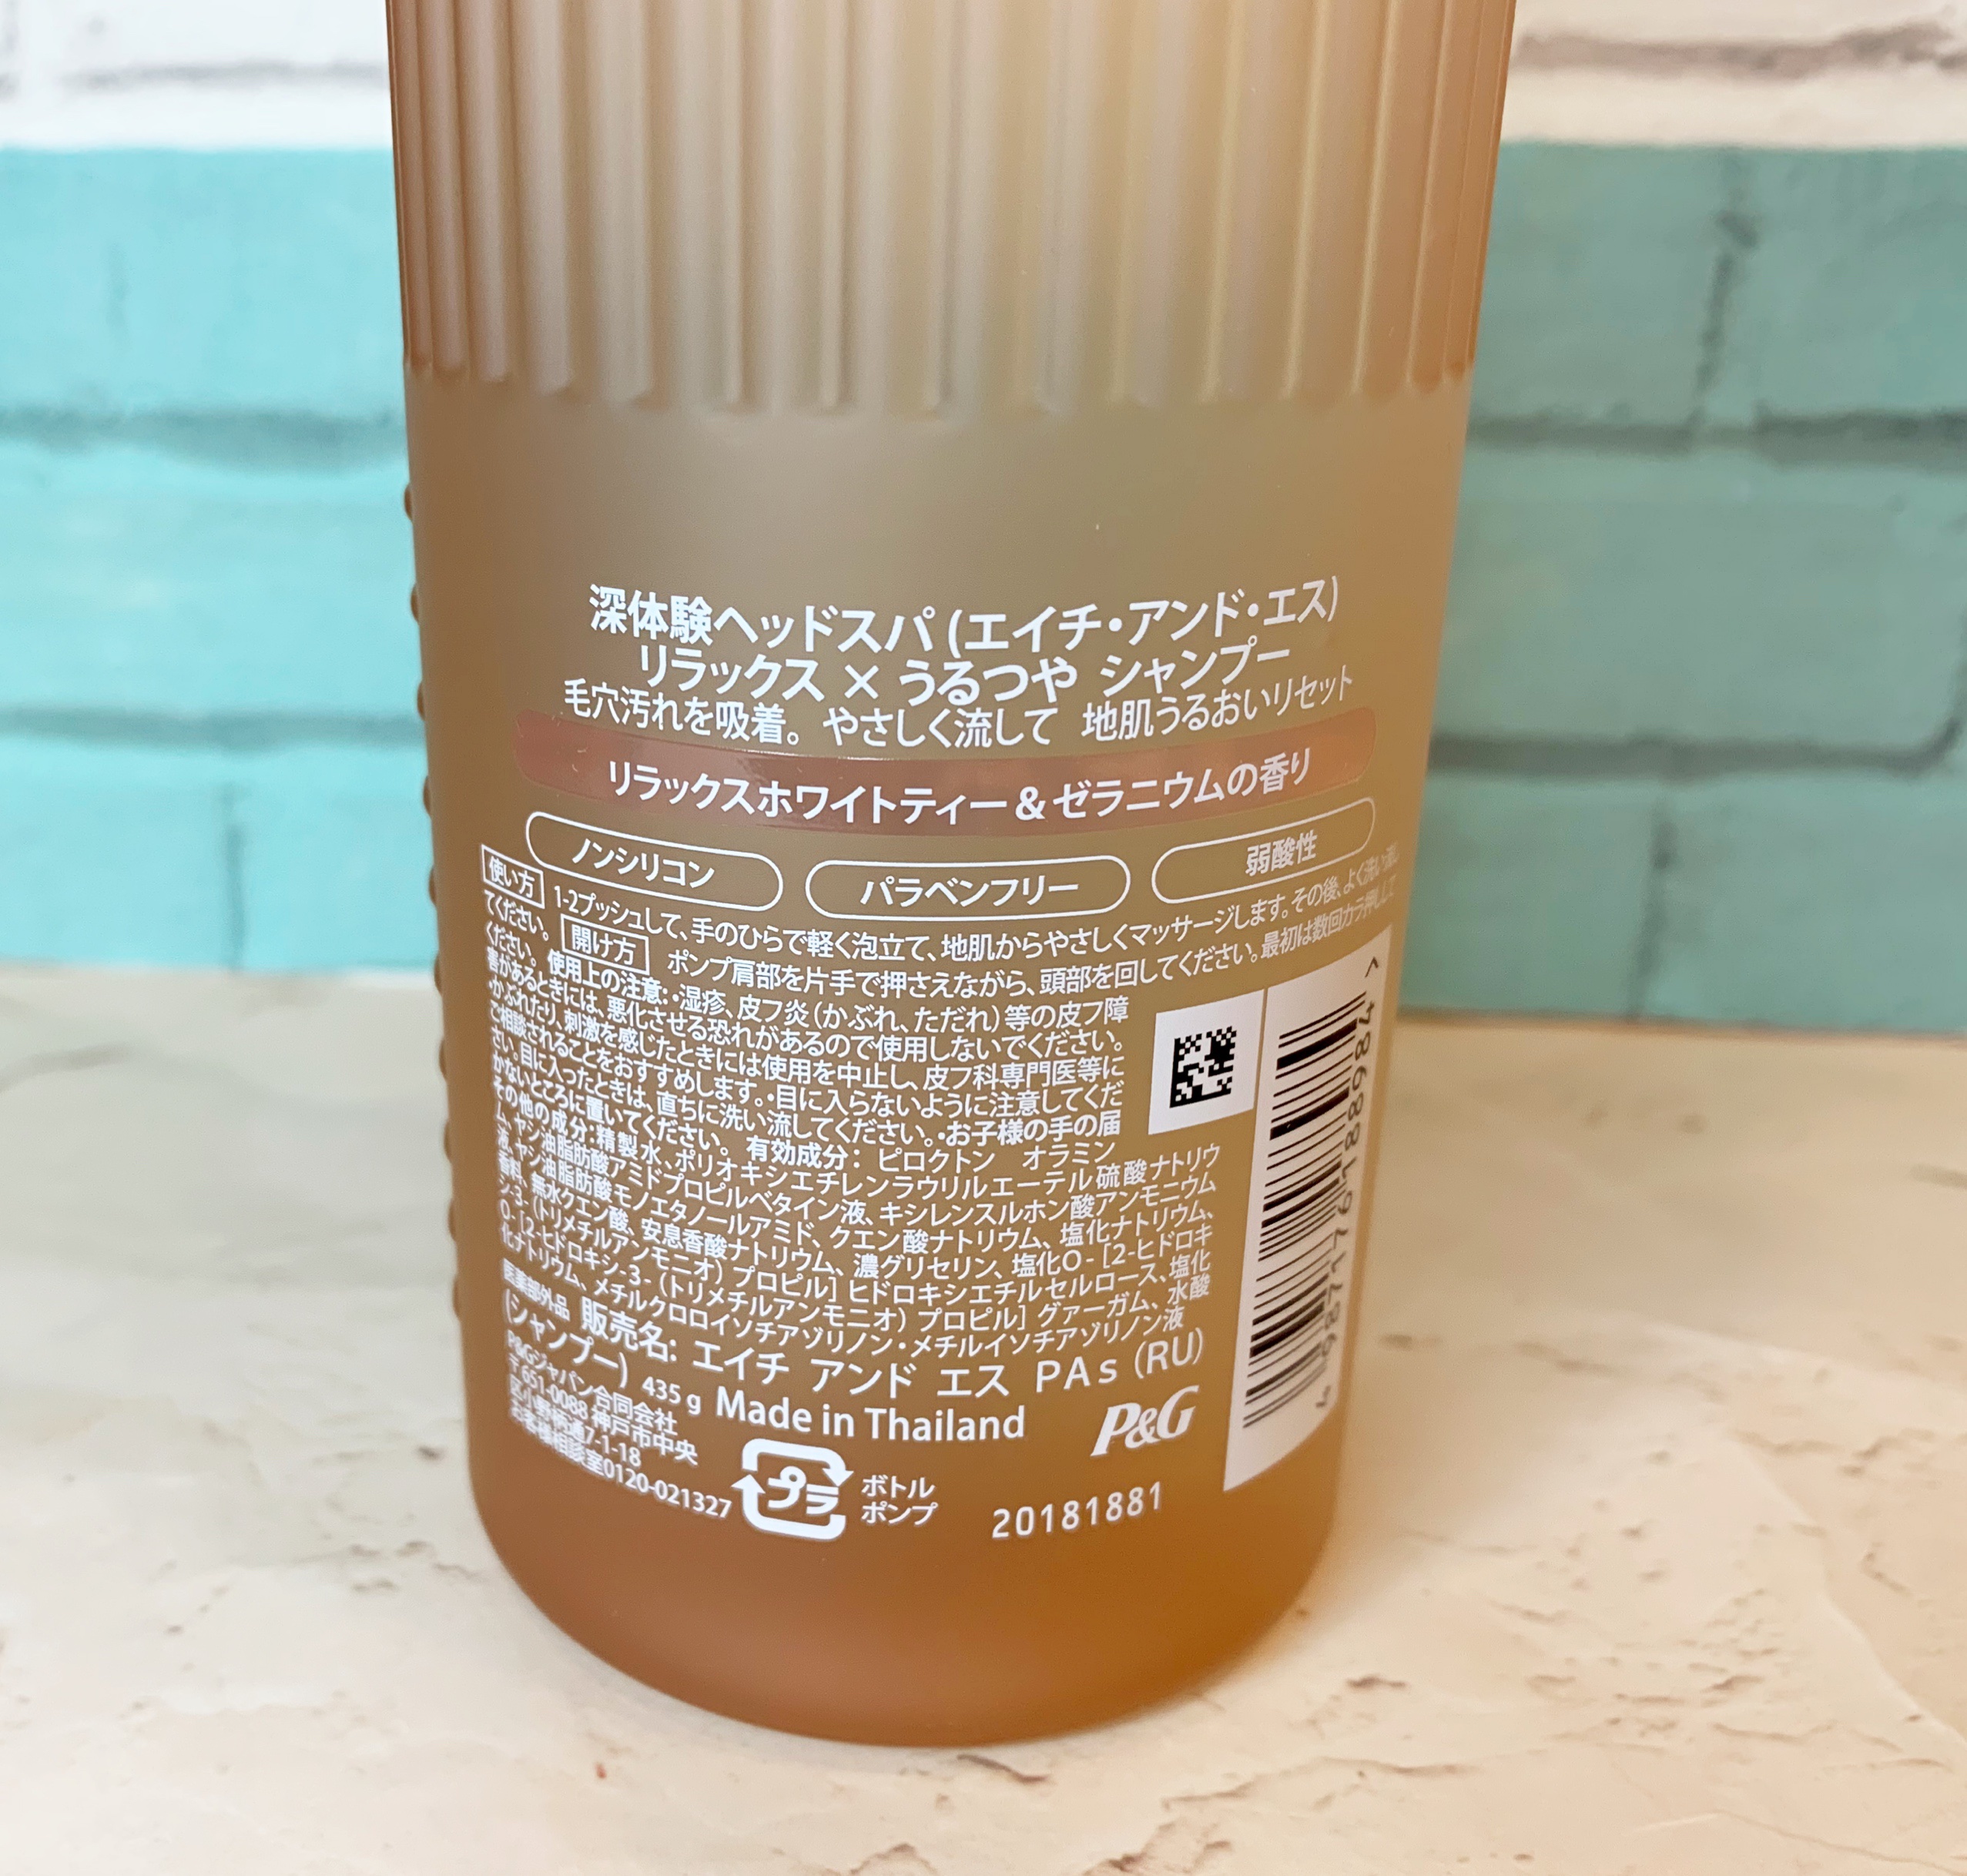 深体験ヘッドスパ (エイチ・アンド・エス)
リラックス × うるつや シャンプー
毛穴汚れを吸着。 やさしく流して 地肌うるおいリセット
リラックスホワイトティー & ゼラニウムの香り
ノンシリコン
パラベンフリー
弱酸性
使い方 1-2プッシュして、手のひらで軽く泡立て、地肌からやさしくマッサージします。その後、よく洗い流し
てください。 開け方 ポンプ肩部を片手で押さえながら、頭部を回してください。最初は数回カラ押しして
ください。 使用上の注意: ・湿疹、皮フ炎(かぶれ、ただれ)等の皮フ障
害があるときには、悪化させる恐れがあるので使用しないでください。
・かぶれたり、刺激を感じたときには使用を中止し、皮フ科専門医等に
ご相談されることをおすすめします。・目に入らないように注意してくだ
さい。目に入ったときは、直ちに洗い流してください。・お子様の手の届
かないところに置いてください。 有効成分: ピロクトン オラミン
その他の成分:精製水、ポリオキシエチレンラウリルエーテル硫酸ナトリウ
ム、ヤシ油脂肪酸アミドプロピルベタイン液、キシレンスルホン酸アンモニウム
液、ヤシ油脂肪酸モノエタノールアミド、クエン酸ナトリウム、塩化ナトリウム、
香料、無水クエン酸、安息香酸ナトリウム、濃グリセリン、塩化O-[2-ヒドロキ
シ-3-(トリメチルアンモニオ)プロピル]ヒドロキシエチルセルロース、塩化
O-[2-ヒドロキシ-3-(トリメチルアンモニオ)プロピル]グァーガム、水酸
化ナトリウム、メチルクロロイソチアゾリノン・メチルイソチアゾリノン液
医薬部外品 販売名: エイチ アンド エス PAs (RU)
(シャンプー) 435g Made in Thailand
P&Gジャパン合同会社
〒651-0088 神戸市中央
区小野柄通7-1-18
お客様相談室0120-021327
プラ
ボトル
ポンプ
P&G
20181881